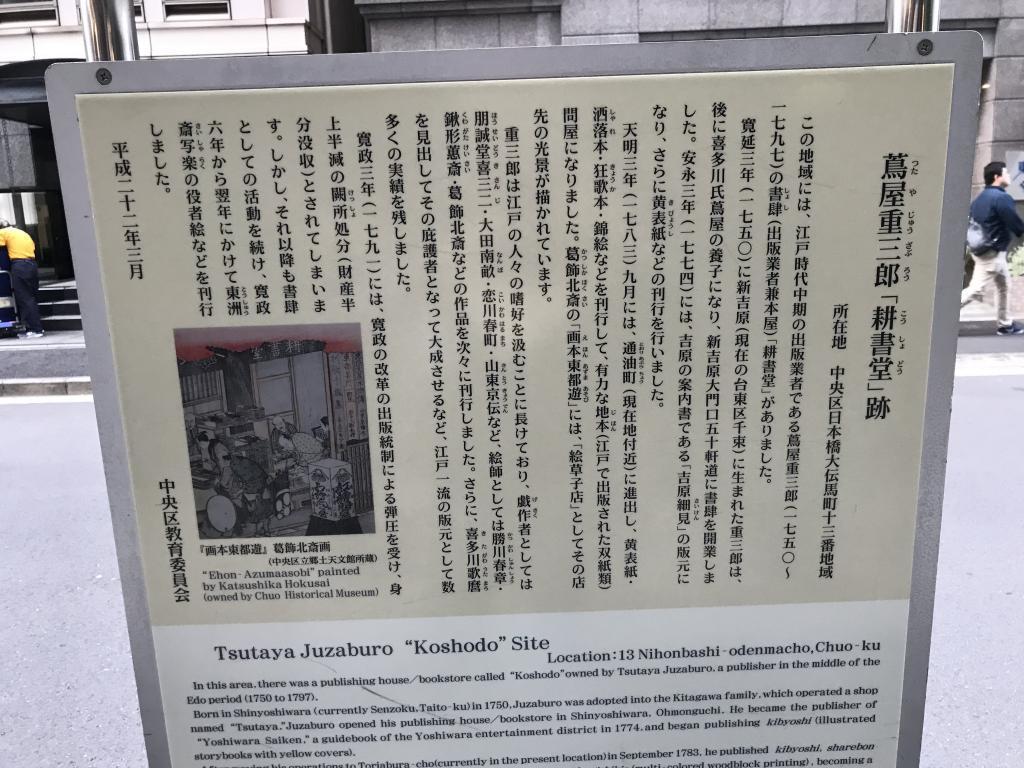 蔦屋重三郎「耕書堂」跡
所在地 中央区日本橋大伝馬町十三番地域
この地域には、江戸時代中期の出版業者である蔦屋重三郎(一七五〇〜
一七九七)の書肆(出版業者兼本屋)「耕書堂」がありました。
寛延三年(一七五〇)に新吉原(現在の台東区千束)に生まれた重三郎は、
後に喜多川氏蔦屋の養子になり、新吉原大門口五十軒道に書肆を開業しま
した。安永三年(一七七四)には、吉原の案内書である「吉原細見」の版元に
なり、さらに黄表紙などの刊行を行いました。
天明三年(一七八三)九月には、通油町(現在地付近)に進出し、黄表紙・
洒落本・狂歌本・錦絵などを刊行して、有力な地本(江戸で出版された双紙類)
問屋になりました。葛飾北斎の「画本東都遊」には、「絵草子店」としてその店
先の光景が描かれています。
重三郎は江戸の人々の嗜好を汲むことに長けており、戯作者としては
朋誠堂喜三二・大田南畝・恋川春町・山東京伝など、絵師としては勝川春章・
鍬形蕙斎・葛飾北斎などの作品を次々に刊行しました。さらに、喜多川歌麿
を見出してその庇護者となって大成させるなど、江戸一流の版元として数
多くの実績を残しました。
寛政三年(一七九一)には、寛政の改革の出版統制による弾圧を受け、身
上半減の闕所処分(財産半
分没収)とされてしまいま
す。しかし、それ以降も書肆
としての活動を続け、寛政
六年から翌年にかけて東洲
斎写楽の役者絵などを刊行
しました。
平成二十二年三月
中央区教育委員会
耕書堂
『画本東都遊』葛飾北斎画
(中央区立郷土天文館所蔵)
"Ehon-Azumaasobi" painted
by Katsushika Hokusai
(owned by Chuo Historical Museum)
Tsutaya Juzaburo "Koshodo" Site
Location:13 Nihonbashi-odenmacho,Chuo-ku
In this area, there was a publishing house/bookstore called "Koshodo"owned by Tsutaya Juzaburo, a publisher in the middle of the
Edo period (1750 to 1797).
Born in Shinyoshiwara (currently Senzoku,Taito-ku) in 1750, Juzaburo was adopted into the Kitagawa family, which operated a shop
named "Tsutaya."Juzaburo opened his publishing house/bookstore in Shinyoshiwara, Ohmonguchi. He became the publisher of
"Yoshiwara Saiken," a guidebook of the Yoshiwara entertainment district in 1774, and began publishing kibyoshi (illustrated
storybooks with yellow covers).
After moving his operations to Toriabura-cho(currently in the present location)in September 1783, he published kibyoshi, sharebon
(multi-colored woodblock printing), becoming a